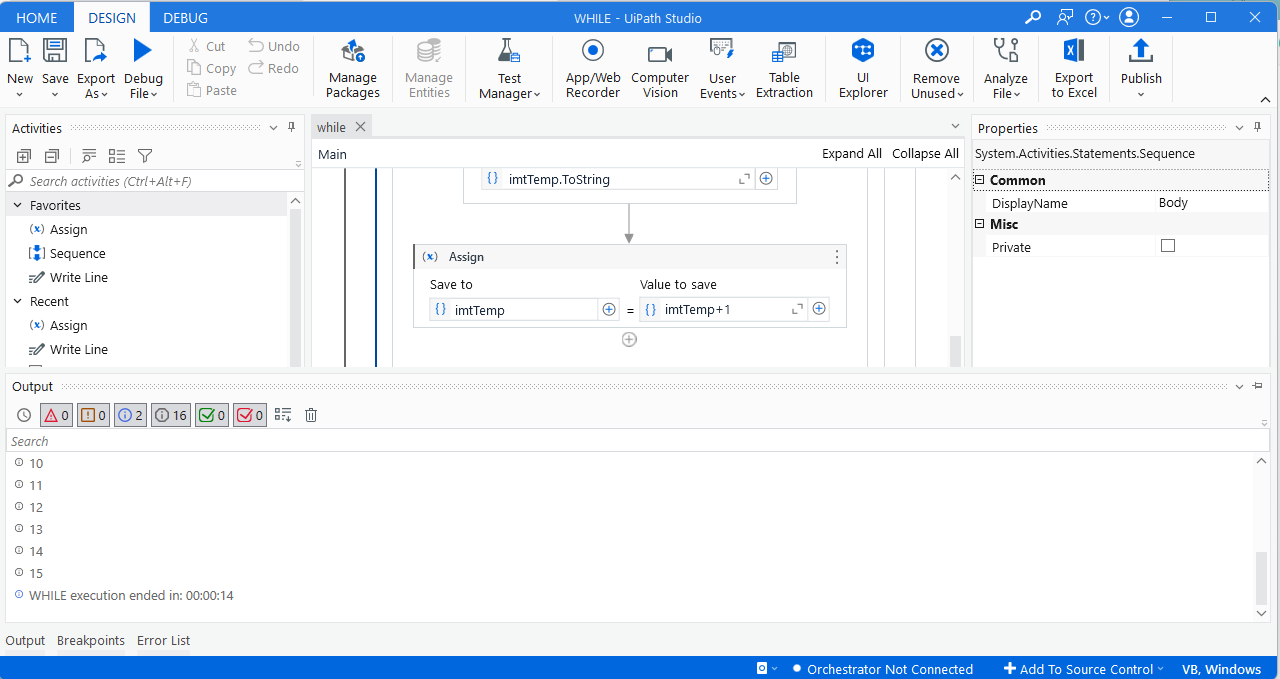 HOME DESIGN DEBUG WHILE - UiPath Studio
New Save Export As Debug File
Cut Copy Paste Undo Redo
Manage Packages
Manage Entities
Test Manager
App/Web Recorder
Computer Vision
User Events
Table Extraction
UI Explorer
Remove Unused
Analyze File
Export to Excel
Publish
Activities
Search activities (Ctrl+Alt+F)
Favorites
Assign
Sequence
Write Line
Recent
Assign
Write Line
while
Main Expand All Collapse All
{} imtTemp.ToString
(x) Assign
Save to Value to save
{} imtTemp = {} imtTemp+1
Properties
System.Activities.Statements.Sequence
Common
DisplayName Body
Misc
Private
Output
0 0 2 16 0 0
Search
10
11
12
13
14
15
WHILE execution ended in: 00:00:14
Output Breakpoints Error List
Orchestrator Not Connected Add To Source Control VB, Windows